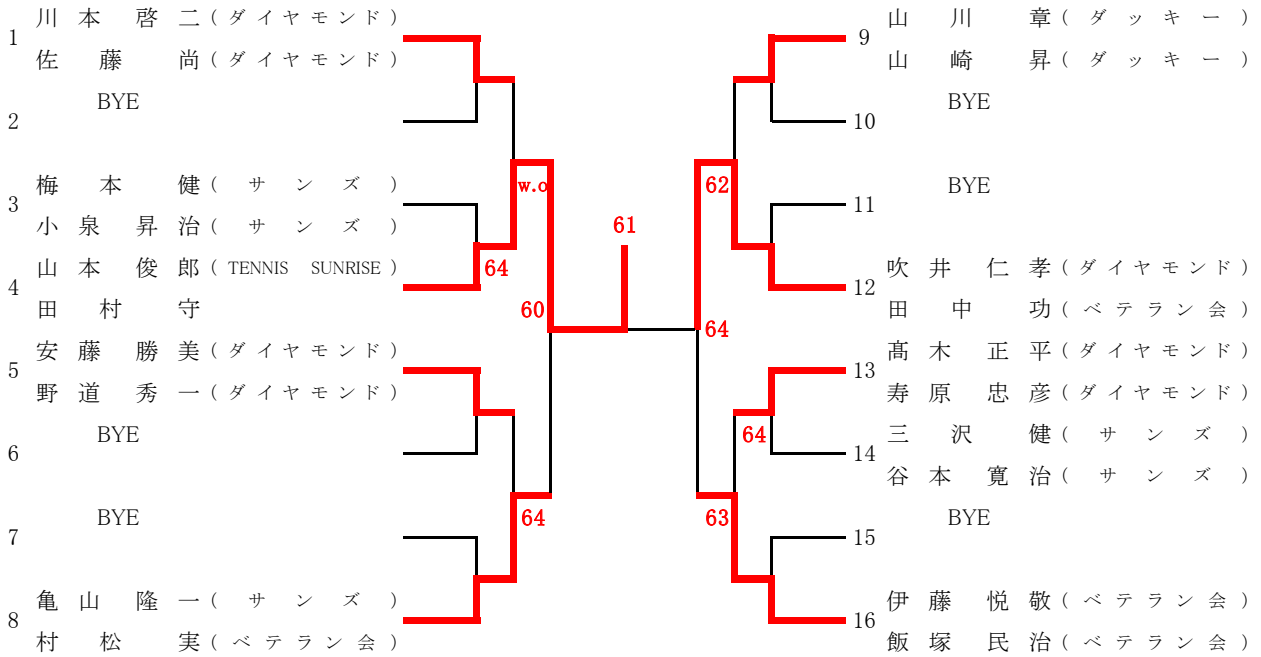 川本 啓二(ダイヤモンド)
1
佐藤 尚(ダイヤモンド)
BYE
2
梅本 健(サンズ)
3
小泉 昇治(サンズ)
山本 俊郎(TENNIS SUNRISE)
4
田村 守
安藤 勝美(ダイヤモンド)
5
野道 秀一(ダイヤモンド)
BYE
6
BYE
7
亀山 隆一(サンズ)
8
村松 実(ベテラン会)
w.o
64
60
64
61
62
64
64
63
山川 章(ダッキー)
9
山崎 昇(ダッキー)
BYE
10
BYE
11
吹井 仁孝(ダイヤモンド)
12
田中 功(ベテラン会)
髙木 正平(ダイヤモンド)
13
寿原 忠彦(ダイヤモンド)
三沢 健(サンズ)
14
谷本 寛治(サンズ)
BYE
15
伊藤 悦敬(ベテラン会)
16
飯塚 民治(ベテラン会)